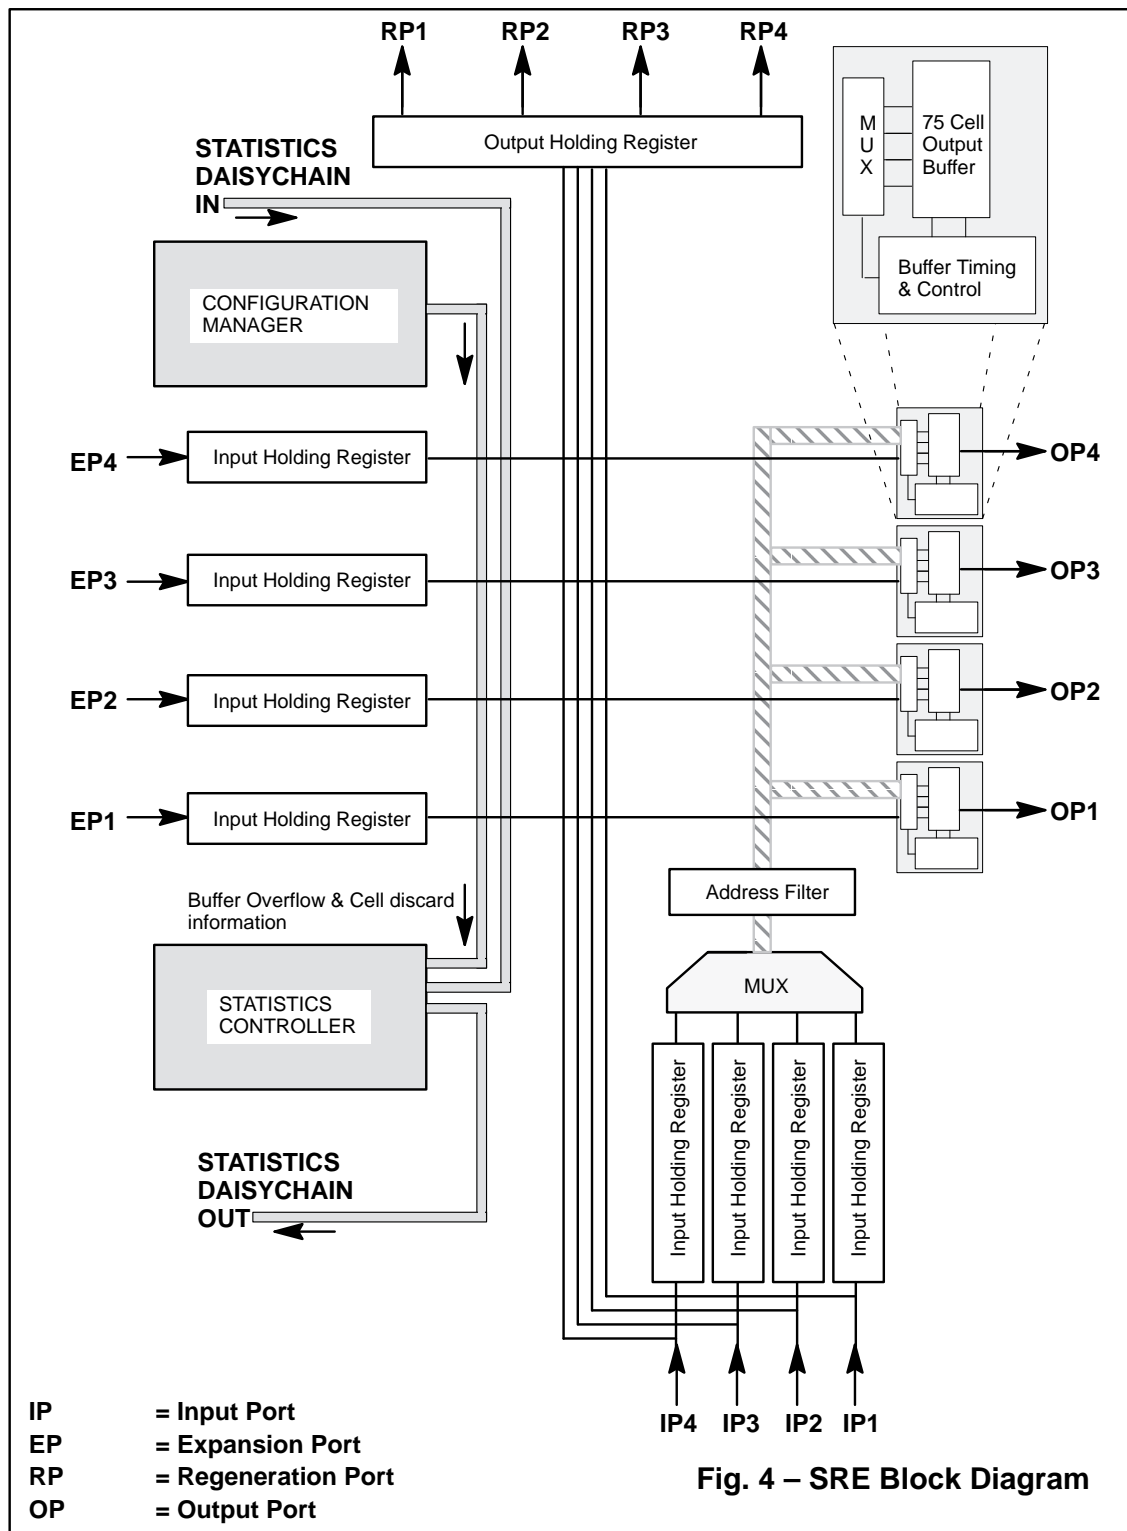 RP1 RP2 RP3 RP4
Output Holding Register
M
U
X
75 Cell
Output
Buffer
Buffer Timing
& Control
STATISTICS
DAISYCHAIN
IN
CONFIGURATION
MANAGER
EP4
Input Holding Register
OP4
EP3
Input Holding Register
OP3
EP2
Input Holding Register
OP2
EP1
Input Holding Register
OP1
Buffer Overflow & Cell discard
information
Address Filter
MUX
STATISTICS
CONTROLLER
Input Holding Register
Input Holding Register
Input Holding Register
Input Holding Register
STATISTICS
DAISYCHAIN
OUT
IP4 IP3 IP2 IP1
IP = Input Port
EP = Expansion Port
RP = Regeneration Port
OP = Output Port
Fig. 4 – SRE Block Diagram